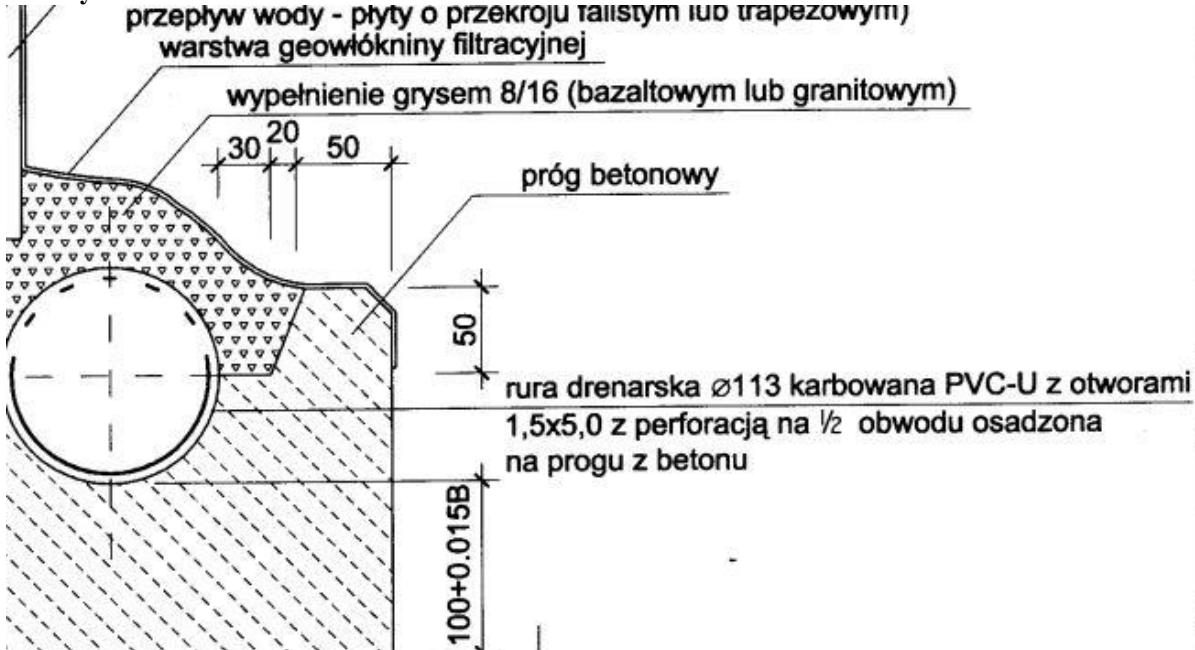 przepływ wody - płyty o przekroju falistym lub trapezowym)
warstwa geowłókniny filtracyjnej
wypełnienie grysem 8/16 (bazaltowym lub granitowym)
30 20 50
próg betonowy
50
rura drenarska ⌀113 karbowana PVC-U z otworami
1,5x5,0 z perforacją na ½ obwodu osadzona
na progu z betonu
100+0.015B